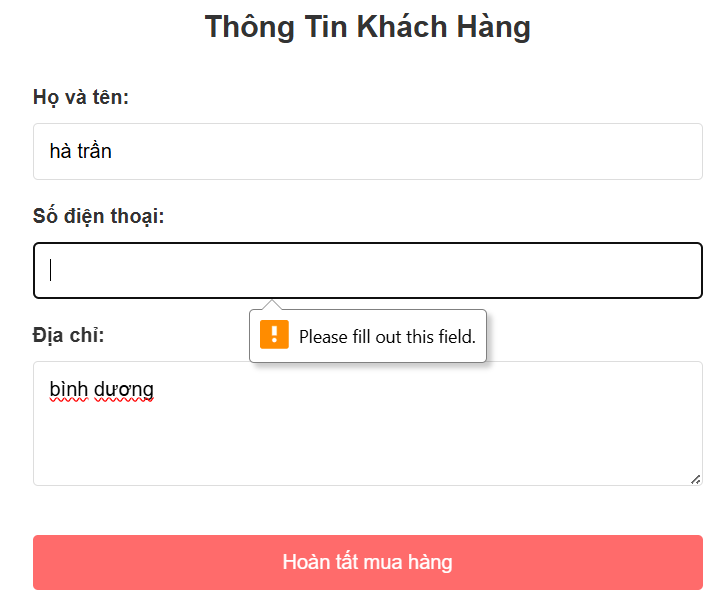 Thông Tin Khách Hàng
Họ và tên:
hà trần
Số điện thoại:
Please fill out this field.
Địa chỉ:
bình dương
Hoàn tất mua hàng